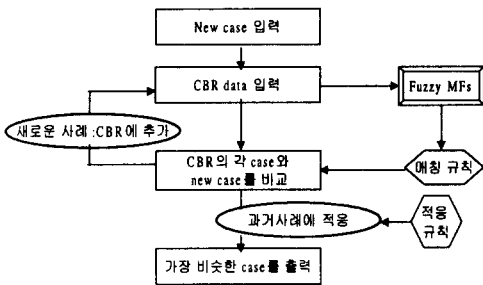 New case 입력
CBR data 입력
Fuzzy MFs
새로운 사례 :CBR에 추가
CBR의 각 case와
new case를 비교
매칭 규칙
과거사례에 적응
적응
규칙
가장 비슷한 case를 출력